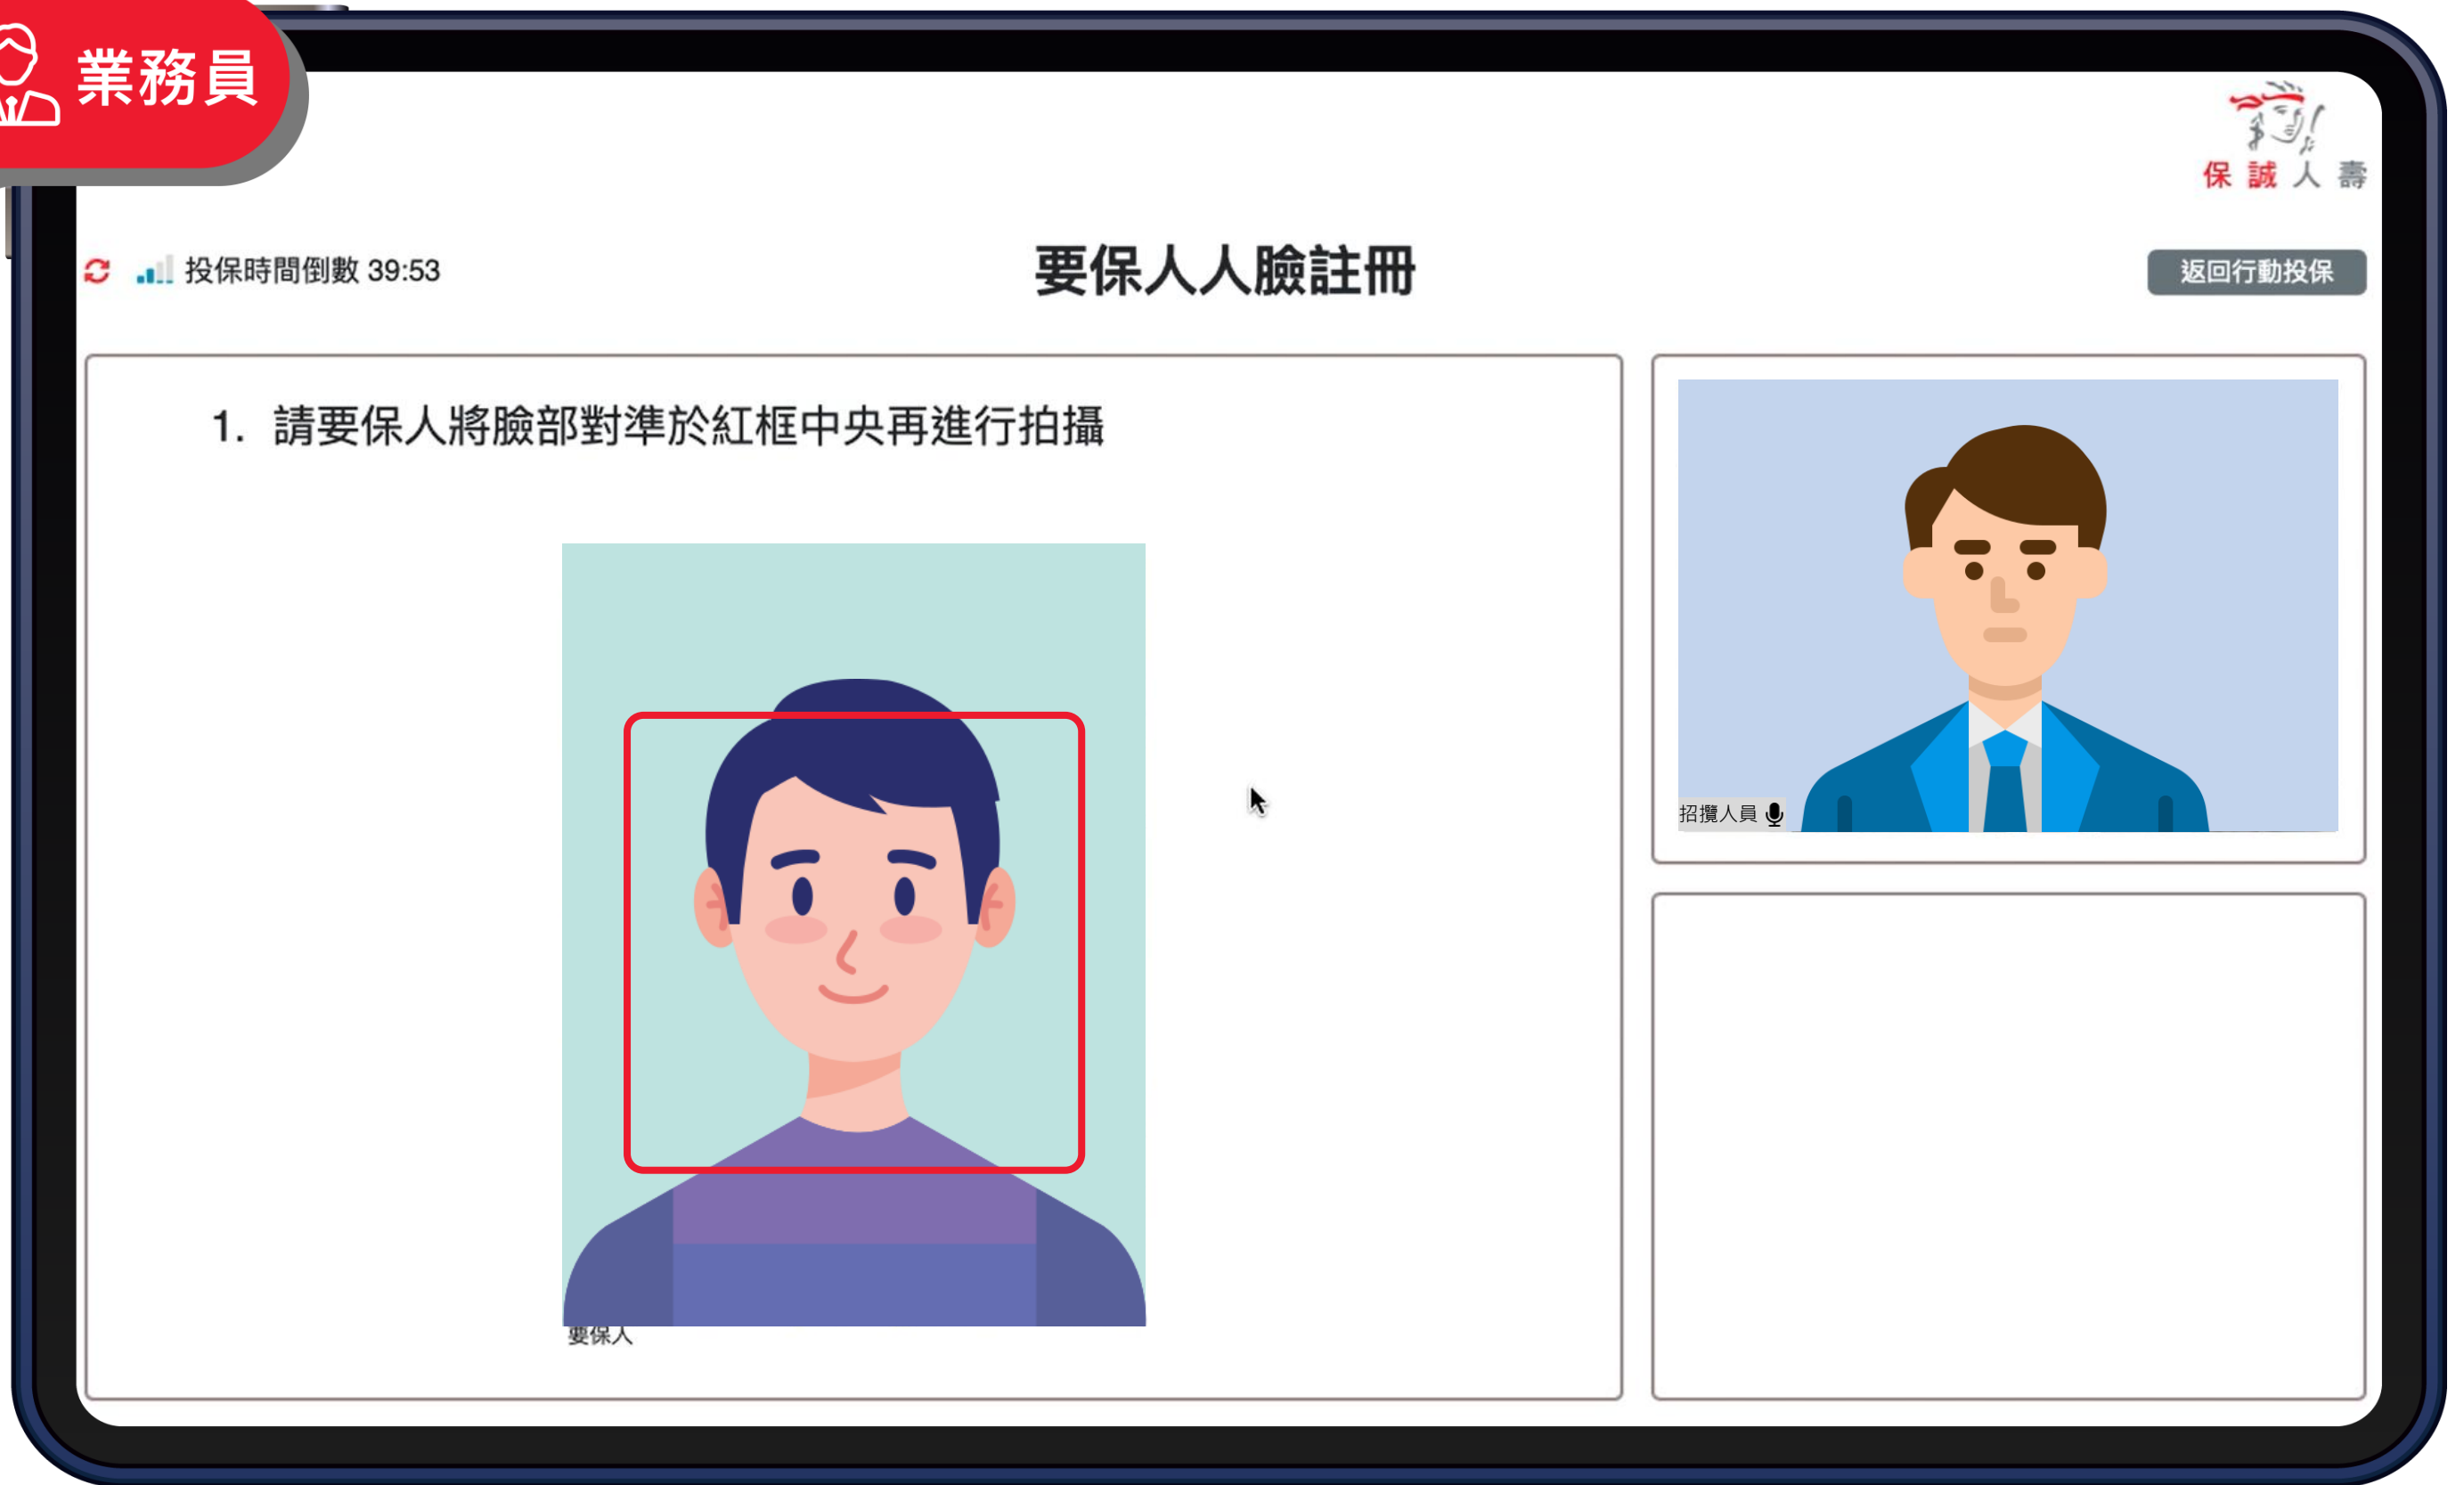 業務員
保誠人壽
投保時間倒數 39:53
要保人人臉註冊
返回行動投保
1. 請要保人將臉部對準於紅框中央再進行拍攝
招攬人員
要保人